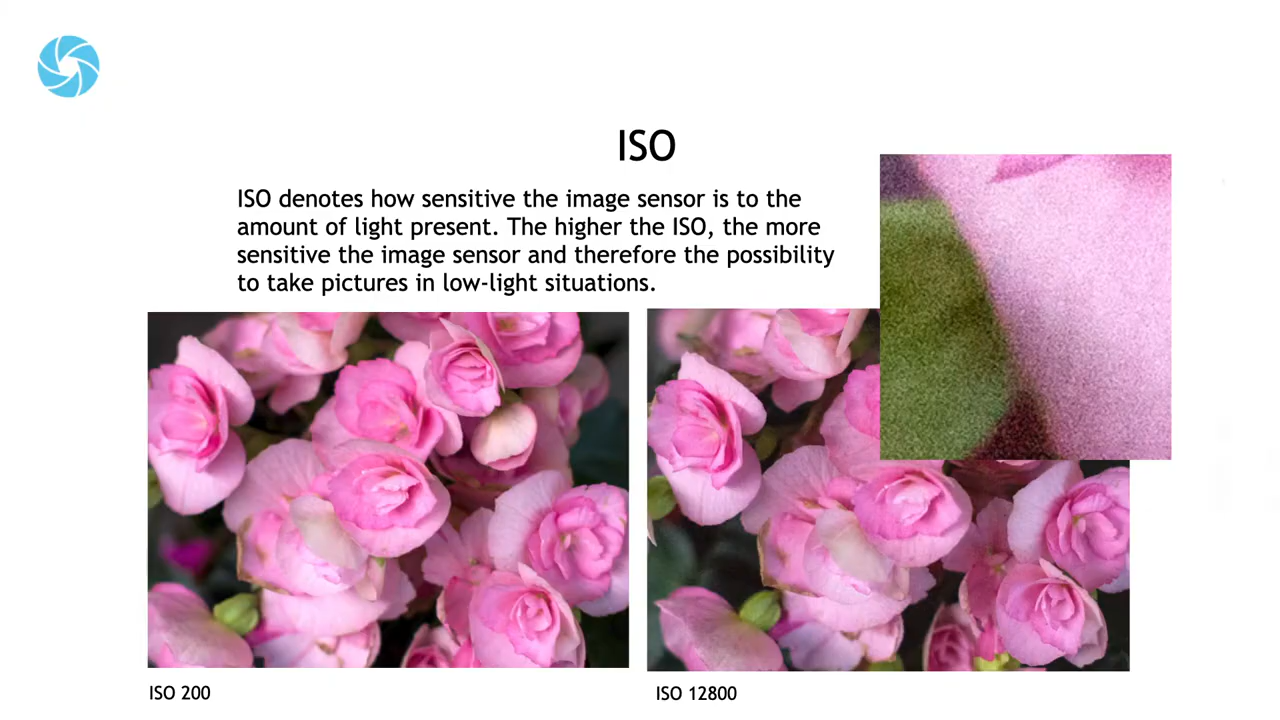 ISO
ISO denotes how sensitive the image sensor is to the
amount of light present. The higher the ISO, the more
sensitive the image sensor and therefore the possibility
to take pictures in low-light situations.
ISO 200
ISO 12800